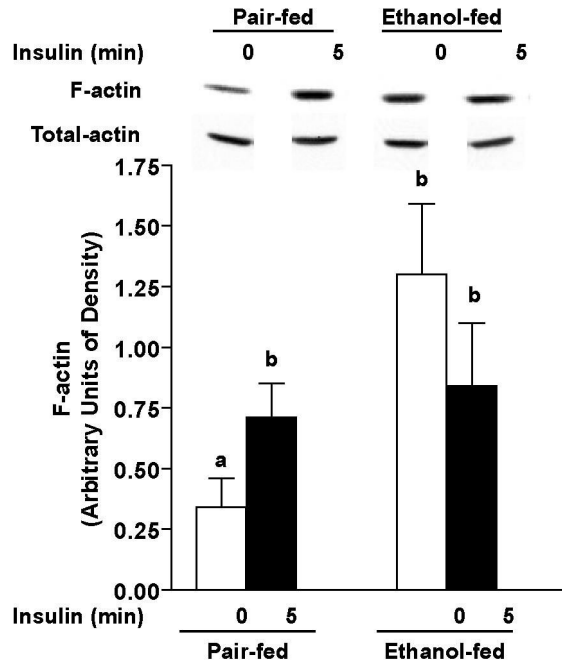 Pair-fed Ethanol-fed
Insulin (min) 0 5 0 5
F-actin
Total-actin
1.75
1.50
1.25
1.00
0.75
0.50
0.25
0.00
F-actin
(Arbitrary Units of Density)
a
b
b
b
Insulin (min) 0 5 0 5
Pair-fed Ethanol-fed